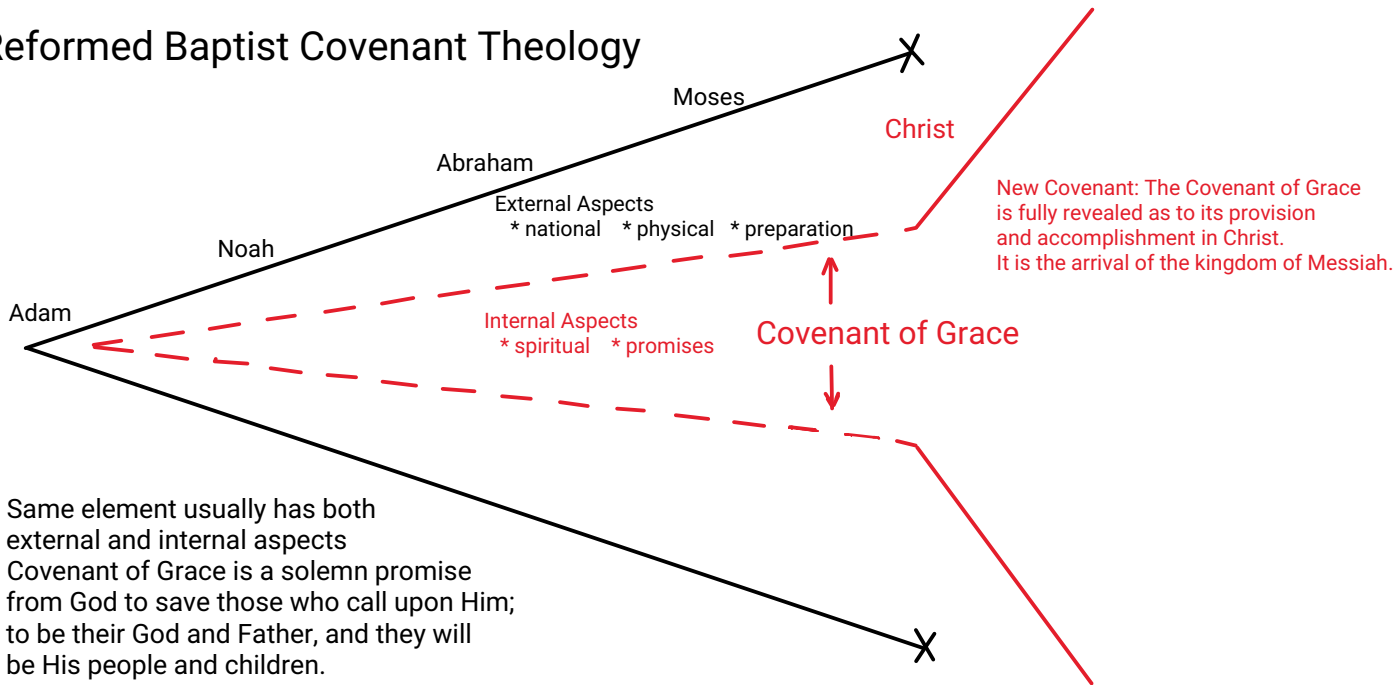 Reformed Baptist Covenant Theology
Moses
Christ
Abraham
New Covenant: The Covenant of Grace
is fully revealed as to its provision
and accomplishment in Christ.
It is the arrival of the kingdom of Messiah.
External Aspects
* national * physical * preparation
Noah
Adam
Internal Aspects
* spiritual * promises
Covenant of Grace
Same element usually has both
external and internal aspects
Covenant of Grace is a solemn promise
from God to save those who call upon Him;
to be their God and Father, and they will
be His people and children.